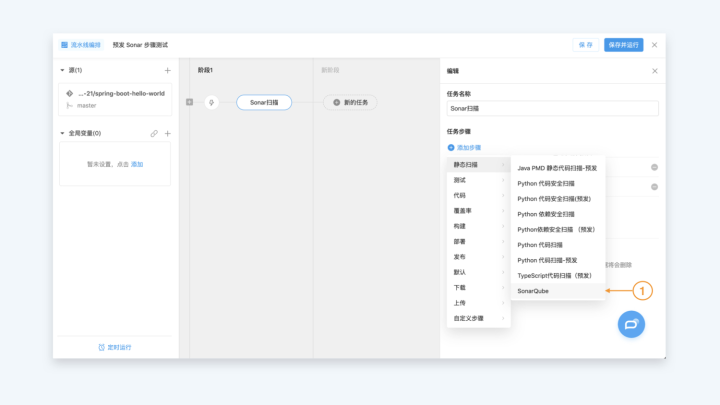 流水线编排 预发 Sonar 步骤测试 保 存 保存并运行
源(1)
...-21/spring-boot-hello-world
master
全局变量(0)
暂未设置，点击 添加
定时运行
阶段1 新阶段
Sonar扫描 新的任务
编辑
任务名称
Sonar扫描
任务步骤
添加步骤
静态扫描
测试
代码
覆盖率
构建
部署
发布
默认
下载
上传
自定义步骤
Java PMD 静态代码扫描-预发
Python 代码安全扫描
Python 代码安全扫描(预发)
Python 依赖安全扫描
Python依赖安全扫描 （预发）
Python 代码扫描
Python 代码扫描-预发
TypeScript代码扫描（预发）
SonarQube
将会删除
1